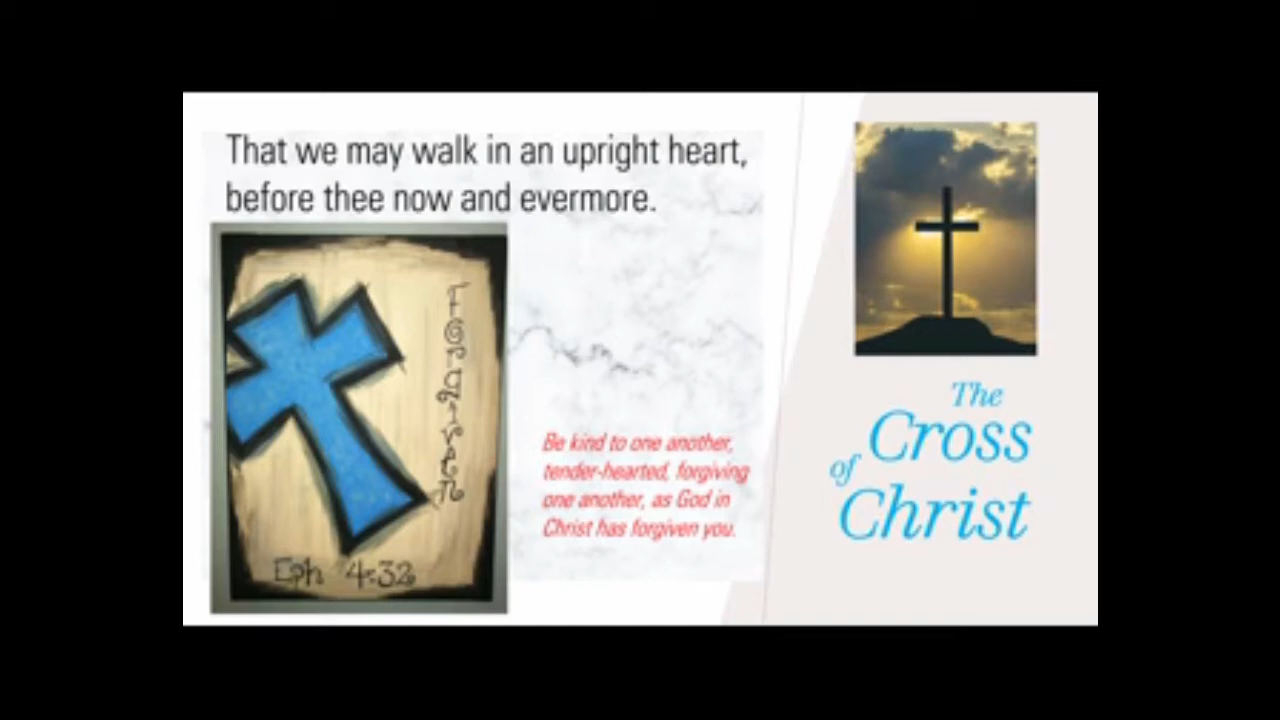 That we may walk in an upright heart,
before thee now and evermore.
Forgiven
Eph 4:32
Be kind to one another,
tender-hearted, forgiving
one another, as God in
Christ has forgiven you.
The
Cross
of
Christ